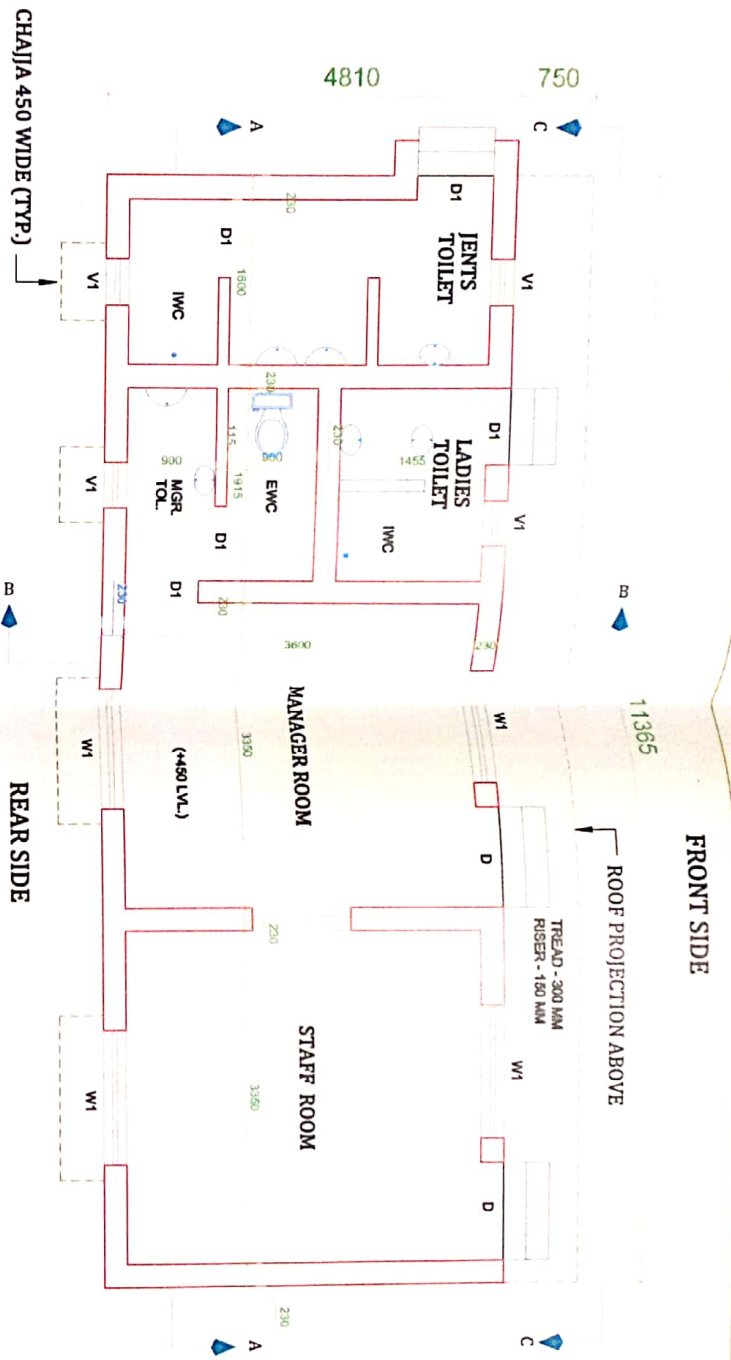 FRONT SIDE
11365
ROOF PROJECTION ABOVE
TREAD - 300 MM
RISER - 150 MM
750
4810
C
C
A
A
B
B
JENTS
TOILET
D1
V1
D1
1600
IWC
V1
230
CHAJJA 450 WIDE (TYP.)
LADIES
TOILET
D1
V1
1455
IWC
230
230
EWC
115
1915
D1
900
MGR.
TOL.
D1
V1
230
230
3600
230
W1
MANAGER ROOM
3350
(+450 LVL.)
W1
D
230
W1
STAFF ROOM
3350
W1
D
230
REAR SIDE